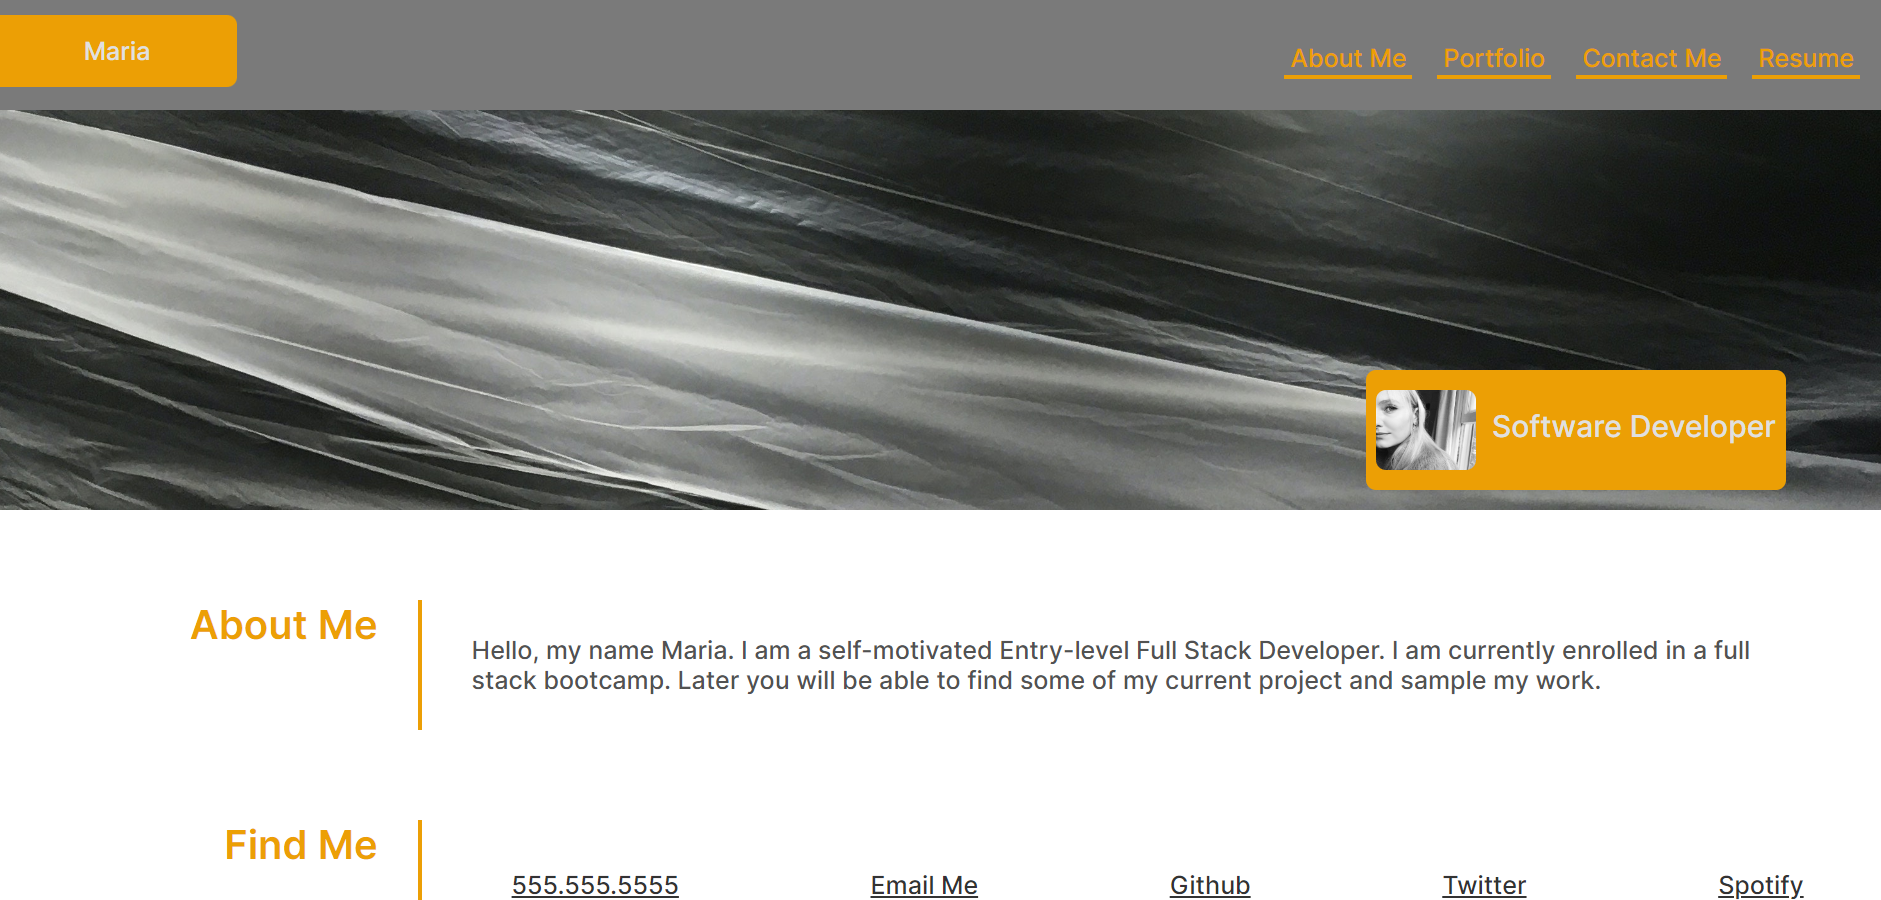 Maria
About Me Portfolio Contact Me Resume
Software Developer
About Me
Hello, my name Maria. I am a self-motivated Entry-level Full Stack Developer. I am currently enrolled in a full
stack bootcamp. Later you will be able to find some of my current project and sample my work.
Find Me
555.555.5555 Email Me Github Twitter Spotify